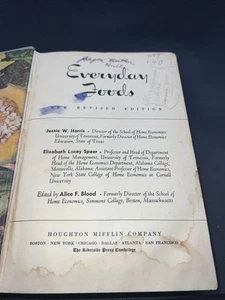 Everyday
Foods
NEW REVISED EDITION
Jessie W. Harris · Director of the School of Home Economics
University of Tennessee, Formerly Director of Home Economics
Education, State of Texas
Elizabeth Lacey Speer · Professor and Head of Department
of Home Management, University of Tennessee, Formerly
Head of the Home Economics Department, Alabama College,
Montevallo, Alabama; Assistant Professor of Home Economics,
New York State College of Home Economics at Cornell
University
Edited by Alice F. Blood · Formerly Director of the School of
Home Economics, Simmons College, Boston, Massachusetts
HOUGHTON MIFFLIN COMPANY
BOSTON · NEW YORK · CHICAGO · DALLAS · ATLANTA · SAN FRANCISCO
The Riverside Press Cambridge